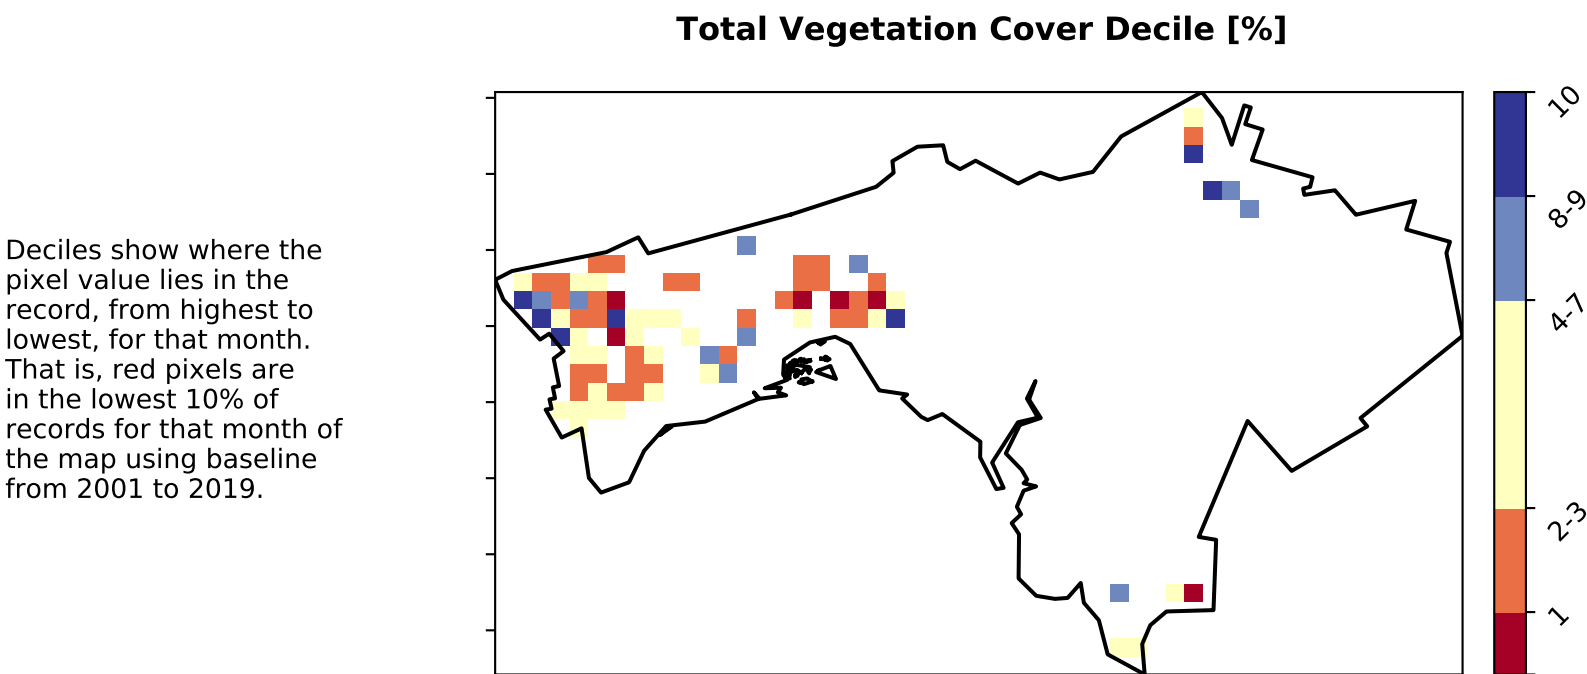 Total Vegetation Cover Decile [%]
Deciles show where the
pixel value lies in the
record, from highest to
lowest, for that month.
That is, red pixels are
in the lowest 10% of
records for that month of
the map using baseline
from 2001 to 2019.
10
8-9
4-7
2-3
1